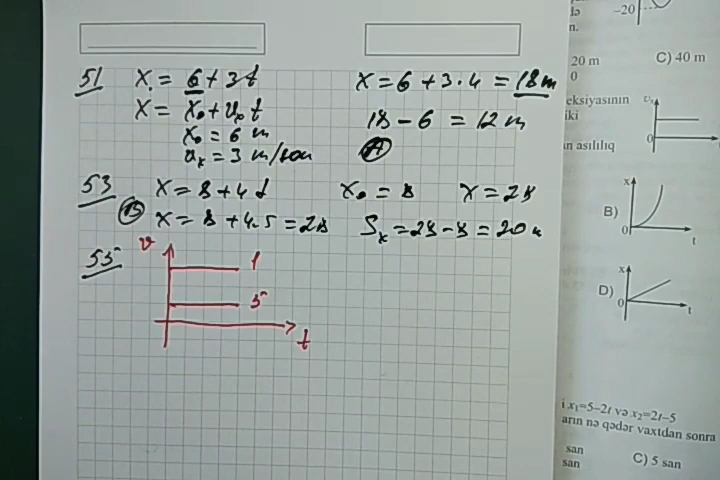 51 X = 6 + 3t X = 6 + 3·4 = 18 m
X = X₀ + υₓ t 18 – 6 = 12 m
X₀ = 6 m
υₓ = 3 m/san A
53 X = 8 + 4t X₀ = 8 X = 28
B X = 8 + 4·5 = 28 Sₓ = 28 – 8 = 20 m
55 υ 1
5
t
–20
n.
20 m C) 40 m
0
eksiyasının υₓ
iki
0
ın asılılıq
x
B)
0 t
x
D)
0 t
i x₁=5–2t və x₂=2t–5
arın nə qədər vaxtdan sonra
san
san C) 5 san